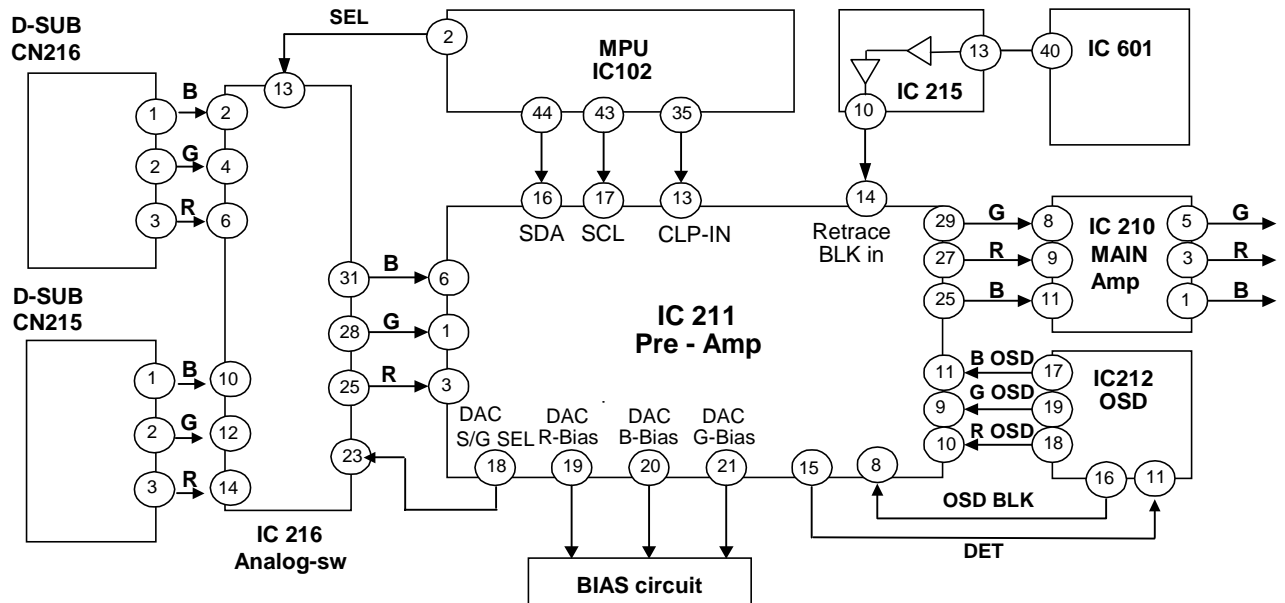 D-SUB
CN216
1
B
2
2
G
4
3
R
6
SEL
13
2
MPU
IC102
44
43
35
IC 215
13
10
40
IC 601
D-SUB
CN215
1
B
10
2
G
12
3
R
14
31
B
6
28
G
1
25
R
3
23
IC 216
Analog-sw
16
17
13
14
SDA
SCL
CLP-IN
Retrace
BLK in
IC 211
Pre - Amp
29
G
8
27
R
9
25
B
11
IC 210
MAIN
Amp
5
G
3
R
1
B
11
B OSD
17
9
G OSD
19
10
R OSD
18
IC212
OSD
16
11
DAC
S/G SEL
DAC
R-Bias
DAC
B-Bias
DAC
G-Bias
18
19
20
21
15
8
OSD BLK
DET
BIAS circuit